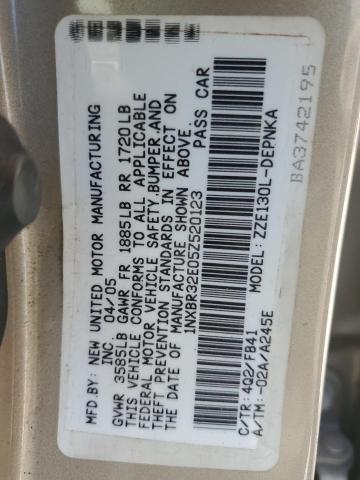 MFD.BY: NEW UNITED MOTOR MANUFACTURING
INC. 04/05
GVWR 3585LB GAWR FR 1885LB RR 1720LB
THIS VEHICLE CONFORMS TO ALL APPLICABLE
FEDERAL MOTOR VEHICLE SAFETY,BUMPER,AND
THEFT PREVENTION STANDARDS IN EFFECT ON
THE DATE OF MANUFACTURE SHOWN ABOVE.
1NXBR32E05Z520123 PASS CAR
C/TR: 4Q2/FB41 MODEL: ZZE130L-DEPNKA
A/TM: -02A/A245E
BA3742195